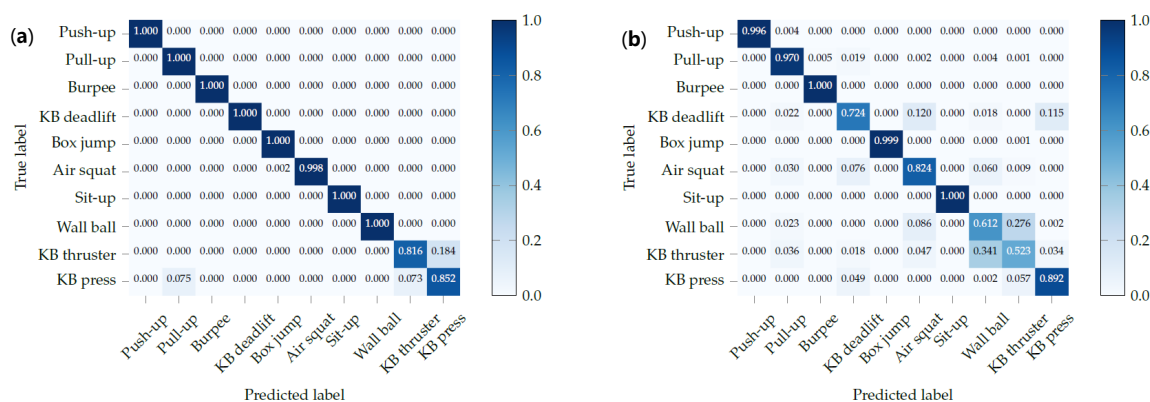 (a)
True label
Push-up 1.000 0.000 0.000 0.000 0.000 0.000 0.000 0.000 0.000 0.000
Pull-up 0.000 1.000 0.000 0.000 0.000 0.000 0.000 0.000 0.000 0.000
Burpee 0.000 0.000 1.000 0.000 0.000 0.000 0.000 0.000 0.000 0.000
KB deadlift 0.000 0.000 0.000 1.000 0.000 0.000 0.000 0.000 0.000 0.000
Box jump 0.000 0.000 0.000 0.000 1.000 0.000 0.000 0.000 0.000 0.000
Air squat 0.000 0.000 0.000 0.000 0.002 0.998 0.000 0.000 0.000 0.000
Sit-up 0.000 0.000 0.000 0.000 0.000 0.000 1.000 0.000 0.000 0.000
Wall ball 0.000 0.000 0.000 0.000 0.000 0.000 0.000 1.000 0.000 0.000
KB thruster 0.000 0.000 0.000 0.000 0.000 0.000 0.000 0.000 0.816 0.184
KB press 0.000 0.075 0.000 0.000 0.000 0.000 0.000 0.000 0.073 0.852
Push-up
Pull-up
Burpee
KB deadlift
Box jump
Air squat
Sit-up
Wall ball
KB thruster
KB press
Predicted label
1.0
0.8
0.6
0.4
0.2
0.0
(b)
True label
Push-up 0.996 0.004 0.000 0.000 0.000 0.000 0.000 0.000 0.000 0.000
Pull-up 0.000 0.970 0.005 0.019 0.000 0.002 0.000 0.004 0.001 0.000
Burpee 0.000 0.000 1.000 0.000 0.000 0.000 0.000 0.000 0.000 0.000
KB deadlift 0.000 0.022 0.000 0.724 0.000 0.120 0.000 0.018 0.000 0.115
Box jump 0.000 0.000 0.000 0.000 0.999 0.000 0.000 0.000 0.001 0.000
Air squat 0.000 0.030 0.000 0.076 0.000 0.824 0.000 0.060 0.009 0.000
Sit-up 0.000 0.000 0.000 0.000 0.000 0.000 1.000 0.000 0.000 0.000
Wall ball 0.000 0.023 0.000 0.000 0.000 0.086 0.000 0.612 0.276 0.002
KB thruster 0.000 0.036 0.000 0.018 0.000 0.047 0.000 0.341 0.523 0.034
KB press 0.000 0.000 0.000 0.049 0.000 0.000 0.000 0.002 0.057 0.892
Push-up
Pull-up
Burpee
KB deadlift
Box jump
Air squat
Sit-up
Wall ball
KB thruster
KB press
Predicted label
1.0
0.8
0.6
0.4
0.2
0.0